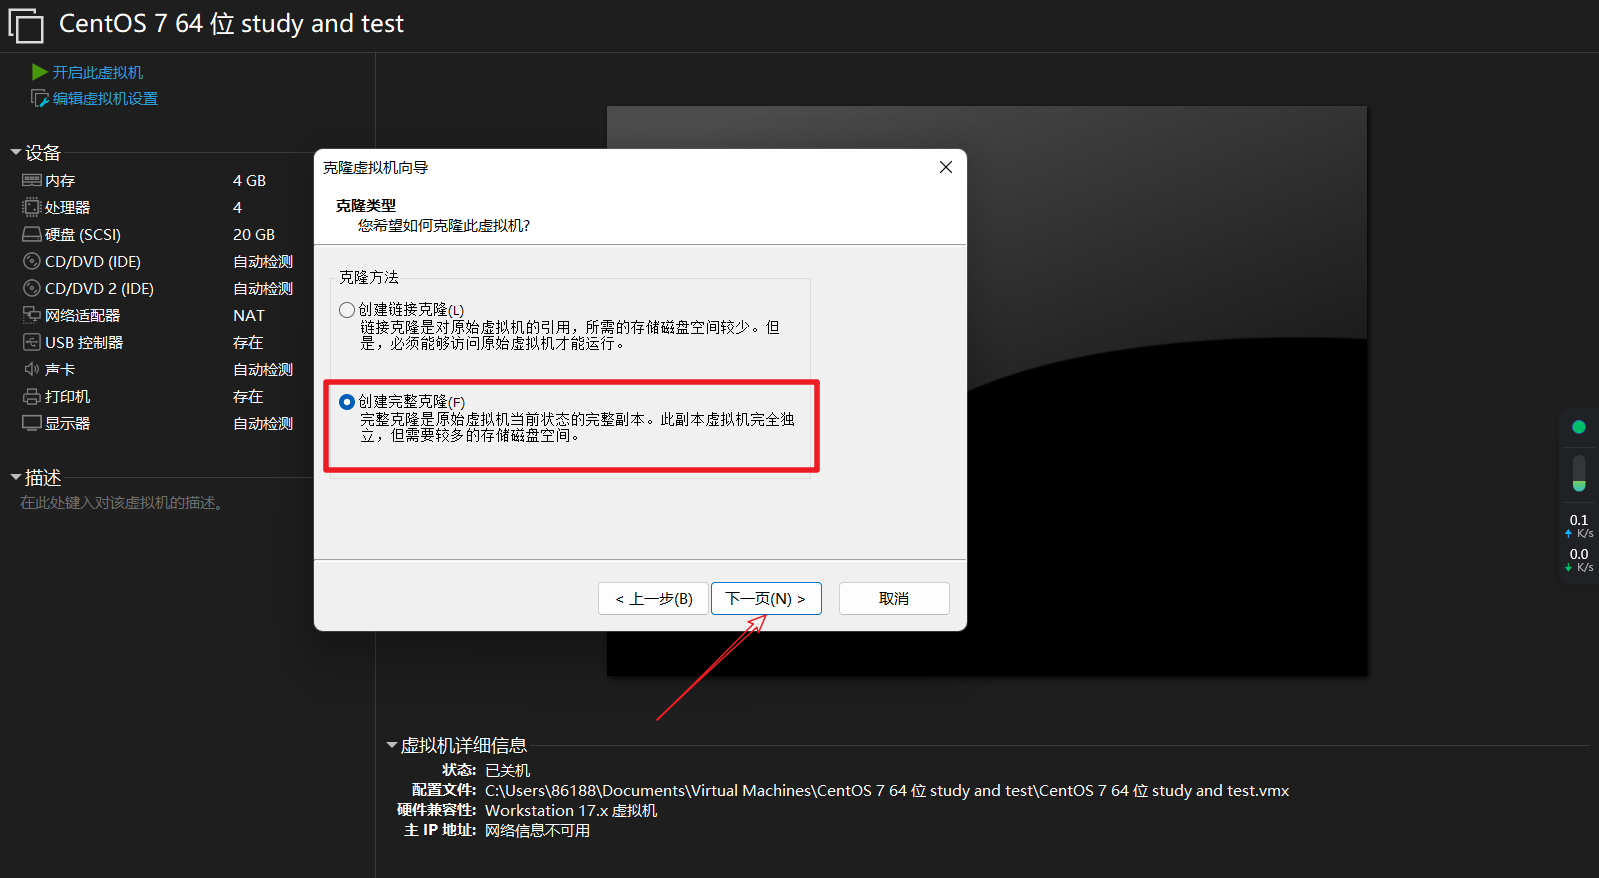 CentOS 7 64 位 study and test
开启此虚拟机
编辑虚拟机设置
设备
内存 4 GB
处理器 4
硬盘 (SCSI) 20 GB
CD/DVD (IDE) 自动检测
CD/DVD 2 (IDE) 自动检测
网络适配器 NAT
USB 控制器 存在
声卡 自动检测
打印机 存在
显示器 自动检测
描述
在此处键入对该虚拟机的描述。
克隆虚拟机向导
克隆类型
您希望如何克隆此虚拟机?
克隆方法
创建链接克隆(L)
链接克隆是对原始虚拟机的引用，所需的存储磁盘空间较少。但
是，必须能够访问原始虚拟机才能运行。
创建完整克隆(F)
完整克隆是原始虚拟机当前状态的完整副本。此副本虚拟机完全独
立，但需要较多的存储磁盘空间。
< 上一步(B) 下一页(N) > 取消
0.1
K/s
0.0
K/s
虚拟机详细信息
状态: 已关机
配置文件: C:\Users\86188\Documents\Virtual Machines\CentOS 7 64 位 study and test\CentOS 7 64 位 study and test.vmx
硬件兼容性: Workstation 17.x 虚拟机
主 IP 地址: 网络信息不可用